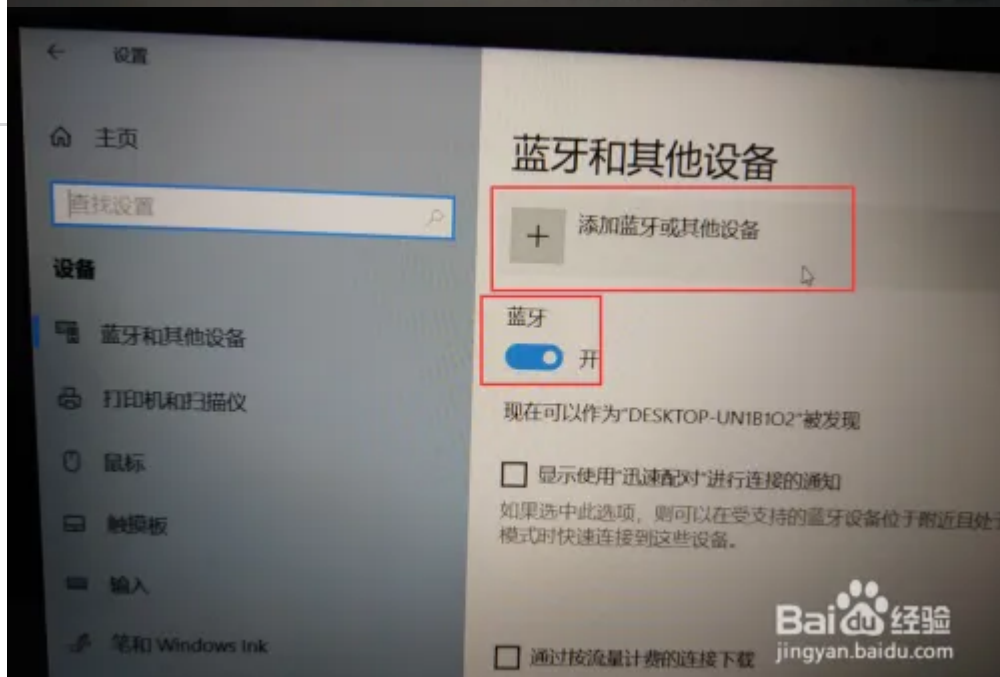 设置
主页
查找设置
设备
蓝牙和其他设备
打印机和扫描仪
鼠标
触摸板
输入
笔和 Windows Ink
蓝牙和其他设备
添加蓝牙或其他设备
蓝牙
开
现在可以作为"DESKTOP-UN1B1O2"被发现
显示使用"迅速配对"进行连接的通知
如果选中此选项，则可以在受支持的蓝牙设备位于附近且处于
模式时快速连接到这些设备。
通过按流量计费的连接下载
Baidu经验
jingyan.baidu.com